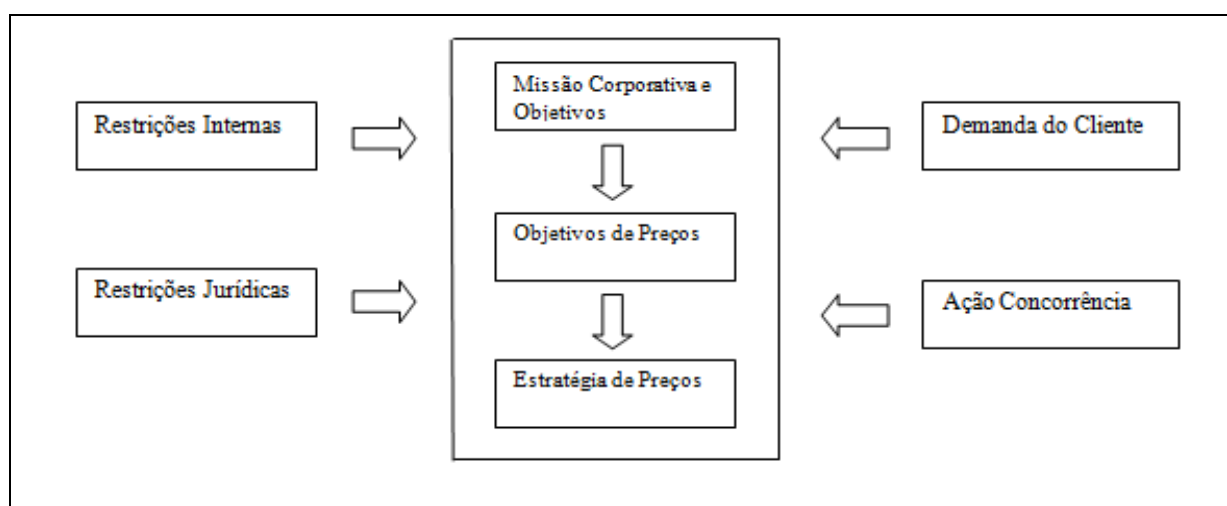 Missão Corporativa e
Objetivos
Restrições Internas
Demanda do Cliente
Objetivos de Preços
Restrições Jurídicas
Ação Concorrência
Estratégia de Preços